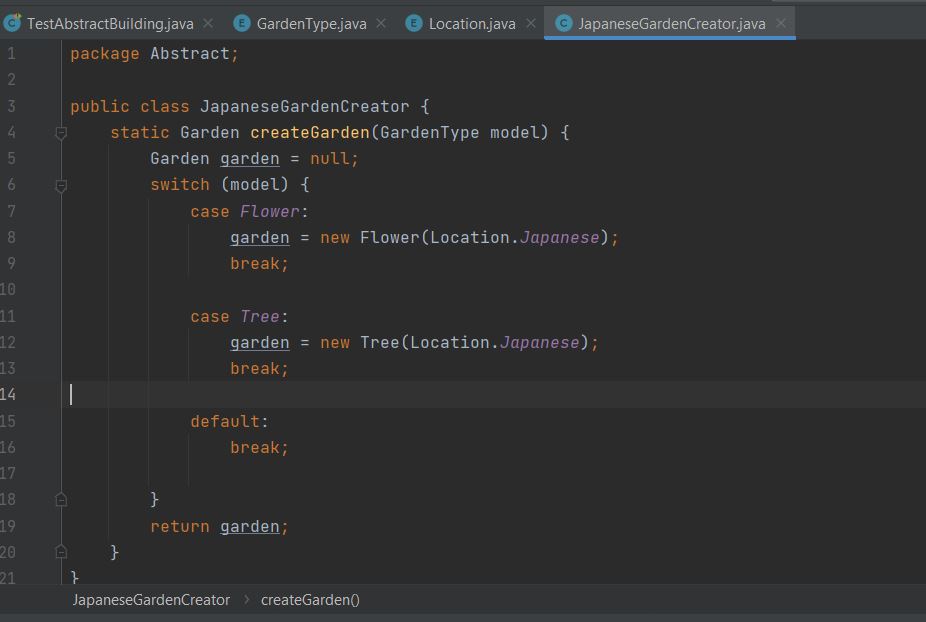 TestAbstractBuilding.java GardenType.java Location.java JapaneseGardenCreator.java
1 package Abstract;
2
3 public class JapaneseGardenCreator {
4 static Garden createGarden(GardenType model) {
5 Garden garden = null;
6 switch (model) {
7 case Flower:
8 garden = new Flower(Location.Japanese);
9 break;
10
11 case Tree:
12 garden = new Tree(Location.Japanese);
13 break;
14
15 default:
16 break;
17
18 }
19 return garden;
20 }
21 }
JapaneseGardenCreator > createGarden()